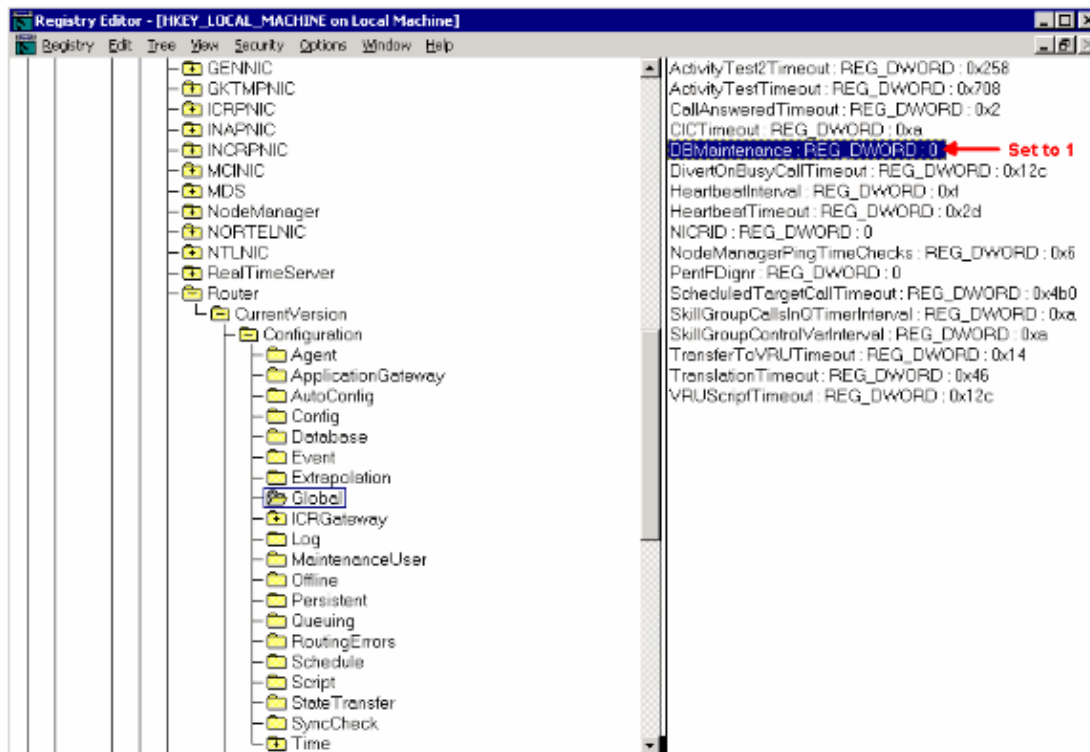 Registry Editor - [HKEY_LOCAL_MACHINE on Local Machine]
Registry Edit Tree View Security Options Window Help
GENNIC
GKTMPNIC
ICRPNIC
INAPNIC
INCRPNIC
MCINIC
MDS
NodeManager
NORTELNIC
NTLNIC
RealTimeServer
Router
CurrentVersion
Configuration
Agent
ApplicationGateway
AutoConfig
Config
Database
Event
Extrapolation
Global
ICRGateway
Log
MaintenanceUser
Offline
Persistent
Queuing
RoutingErrors
Schedule
Script
StateTransfer
SyncCheck
Time
ActivityTest2Timeout : REG_DWORD : 0x258
ActivityTestTimeout : REG_DWORD : 0x708
CallAnsweredTimeout : REG_DWORD : 0x2
CICTimeout : REG_DWORD : 0xa
DBMaintenance : REG_DWORD : 0 Set to 1
DivertOnBusyCallTimeout : REG_DWORD : 0x12c
HeartbeatInterval : REG_DWORD : 0xf
HeartbeatTimeout : REG_DWORD : 0x2d
NICRID : REG_DWORD : 0
NodeManagerPingTimeChecks : REG_DWORD : 0x6
PentFDignr : REG_DWORD : 0
ScheduledTargetCallTimeout : REG_DWORD : 0x4b0
SkillGroupCallsInQTimerInterval : REG_DWORD : 0xa
SkillGroupControlVarInterval : REG_DWORD : 0xa
TransferToVRUTimeout : REG_DWORD : 0x14
TranslationTimeout : REG_DWORD : 0x46
VRUScriptTimeout : REG_DWORD : 0x12c